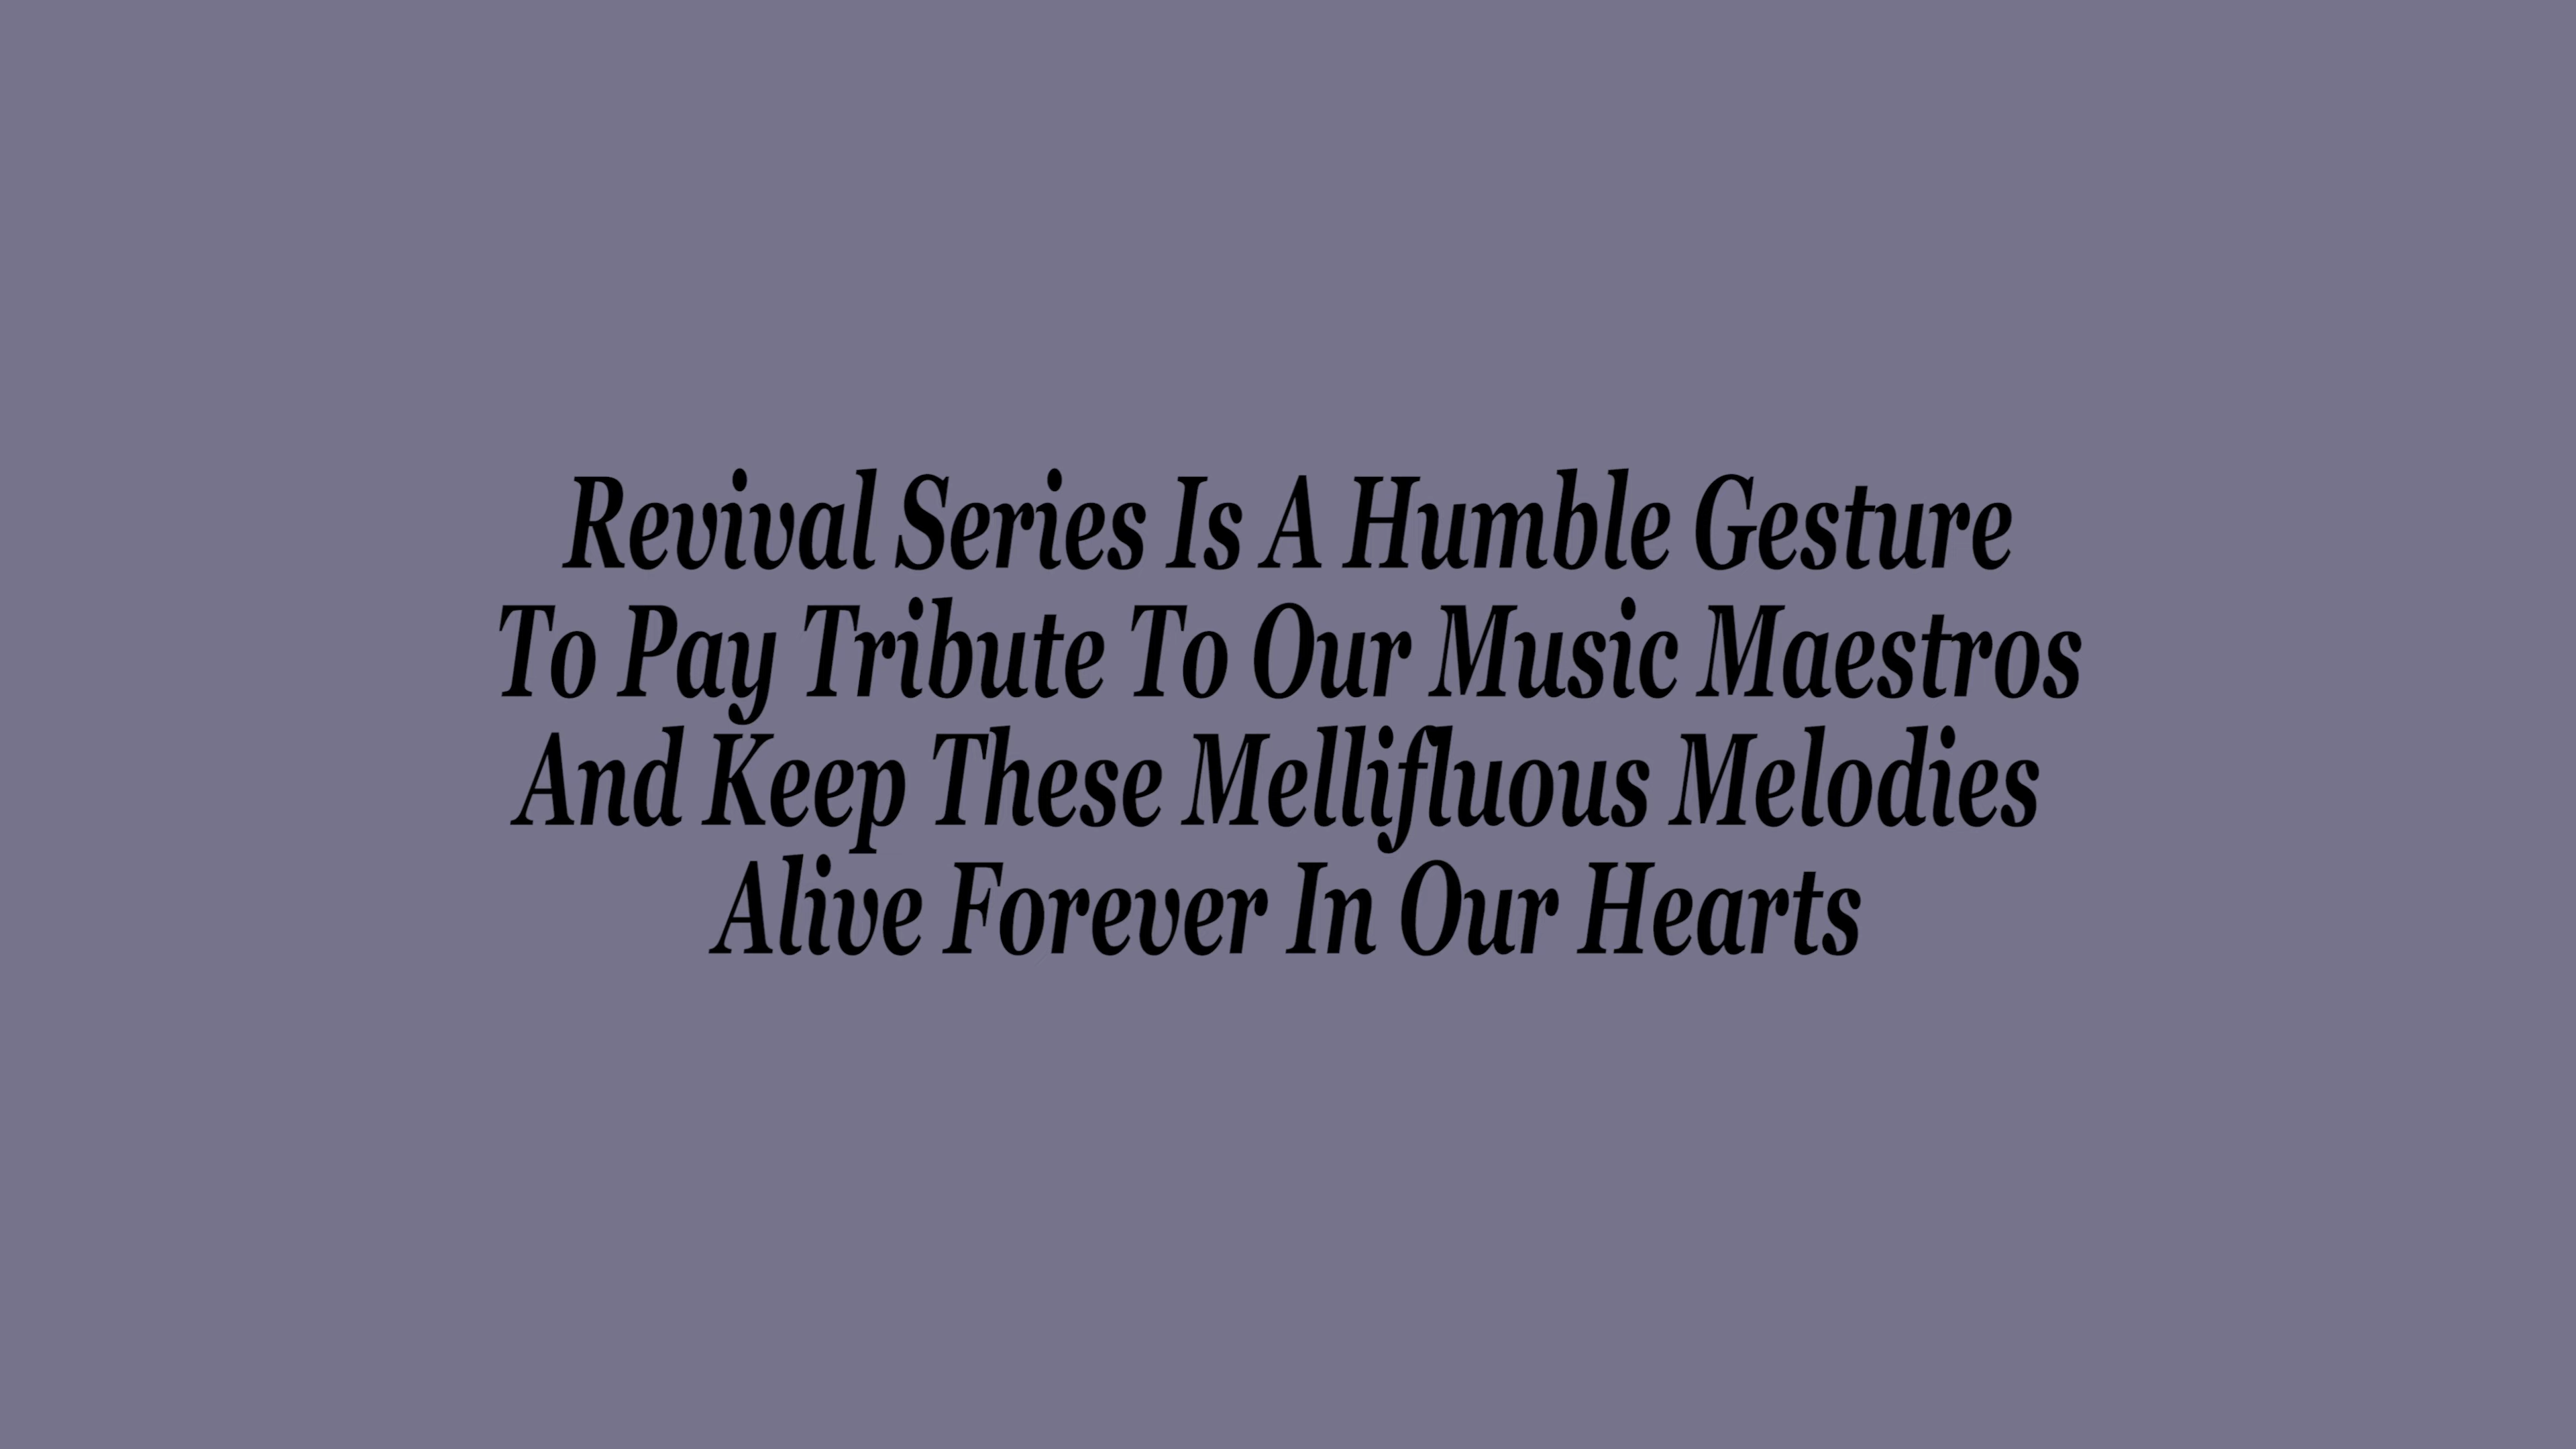 Revival Series Is A Humble Gesture
To Pay Tribute To Our Music Maestros
And Keep These Mellifluous Melodies
Alive Forever In Our Hearts